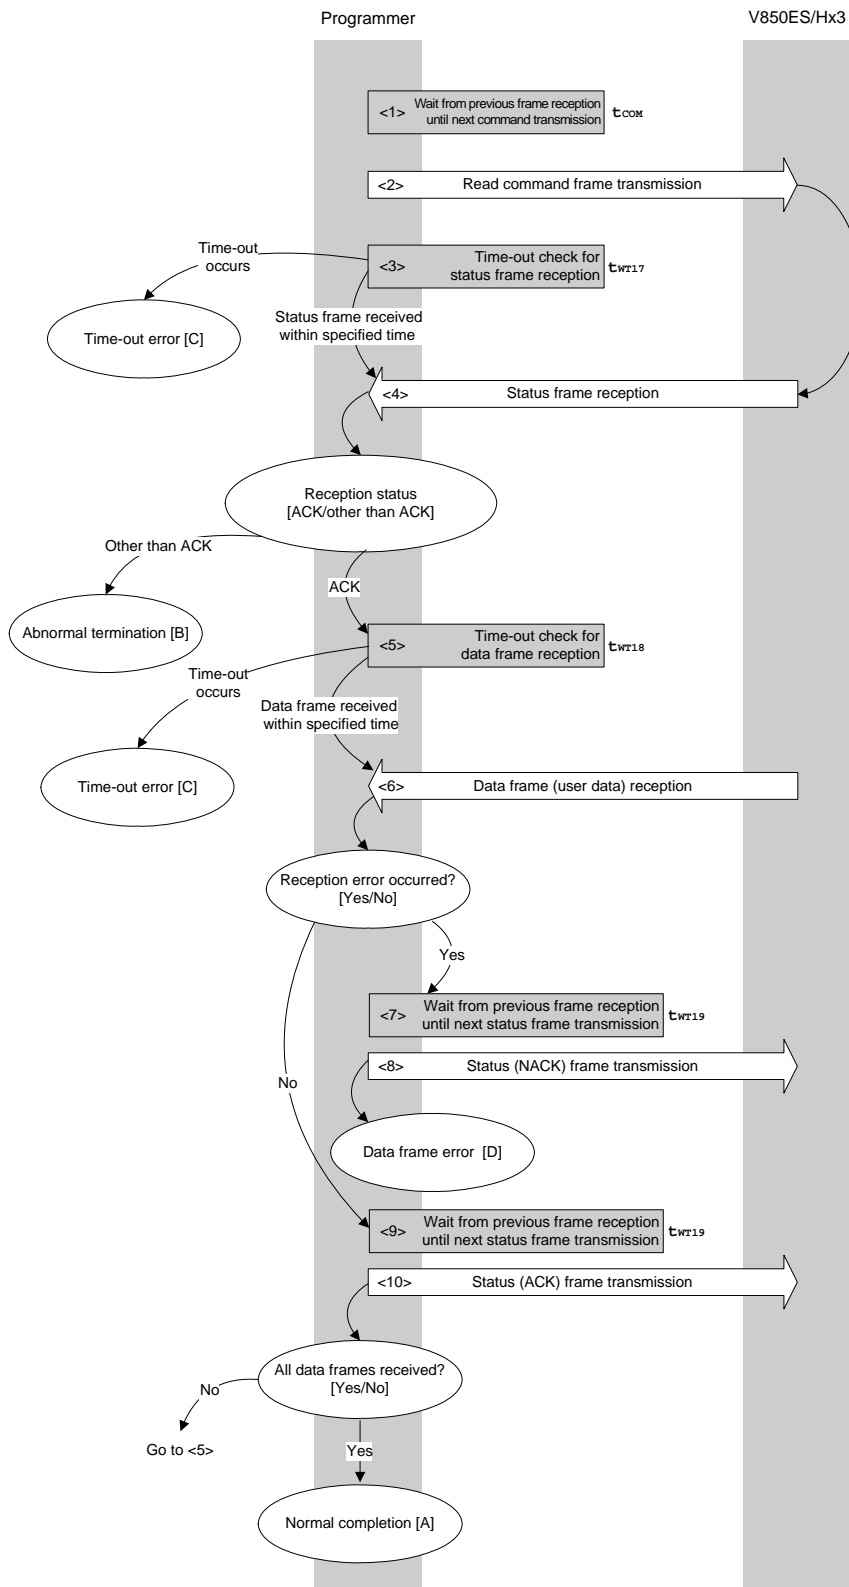 Programmer
V850ES/Hx3
<1> Wait from previous frame reception
until next command transmission
tCOM
<2> Read command frame transmission
Time-out
occurs
<3> Time-out check for
status frame reception
tWT17
Status frame received
within specified time
Time-out error [C]
<4> Status frame reception
Reception status
[ACK/other than ACK]
Other than ACK
ACK
Abnormal termination [B]
<5> Time-out check for
data frame reception
tWT18
Time-out
occurs
Data frame received
within specified time
Time-out error [C]
<6> Data frame (user data) reception
Reception error occurred?
[Yes/No]
Yes
<7> Wait from previous frame reception
until next status frame transmission
tWT19
<8> Status (NACK) frame transmission
No
Data frame error [D]
<9> Wait from previous frame reception
until next status frame transmission
tWT19
<10> Status (ACK) frame transmission
All data frames received?
[Yes/No]
No
Go to <5>
Yes
Normal completion [A]